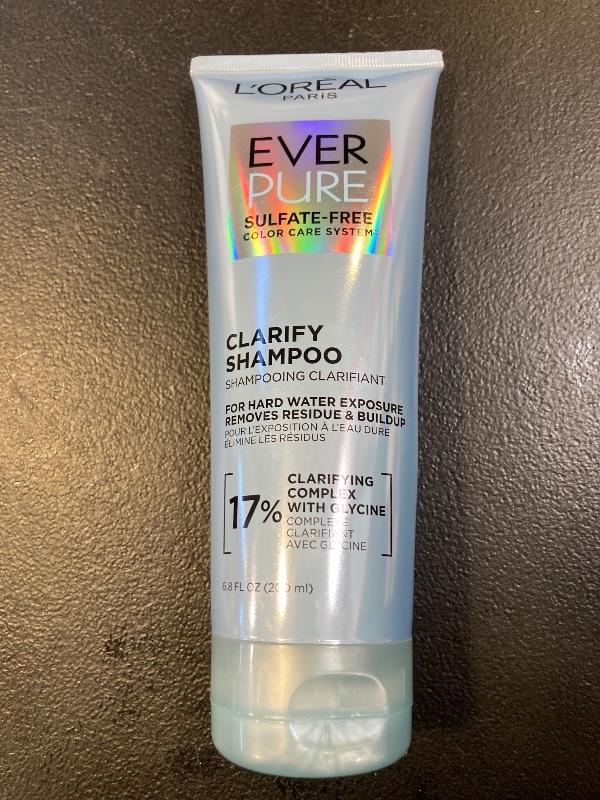 L'ORÉAL
PARIS
EVER
PURE
SULFATE-FREE
COLOR CARE SYSTEM
CLARIFY
SHAMPOO
SHAMPOOING CLARIFIANT
FOR HARD WATER EXPOSURE
REMOVES RESIDUE & BUILDUP
POUR L'EXPOSITION À L'EAU DURE
ÉLIMINE LES RÉSIDUS
17%
CLARIFYING
COMPLEX
WITH GLYCINE
COMPLEXE
CLARIFIANT
AVEC GLYCINE
6.8 FL OZ (200 ml)